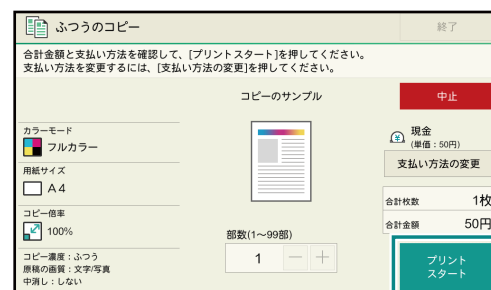 ふつうのコピー
終了
合計金額と支払い方法を確認して、[プリントスタート]を押してください。
支払い方法を変更するには、[支払い方法の変更]を押してください。
コピーのサンプル
中止
カラーモード
フルカラー
用紙サイズ
A4
コピー倍率
100%
コピー濃度：ふつう
原稿の画質：文字/写真
中消し：しない
部数(1～99部)
1
現金
(単価：50円)
支払い方法の変更
合計枚数 1枚
合計金額 50円
プリント
スタート